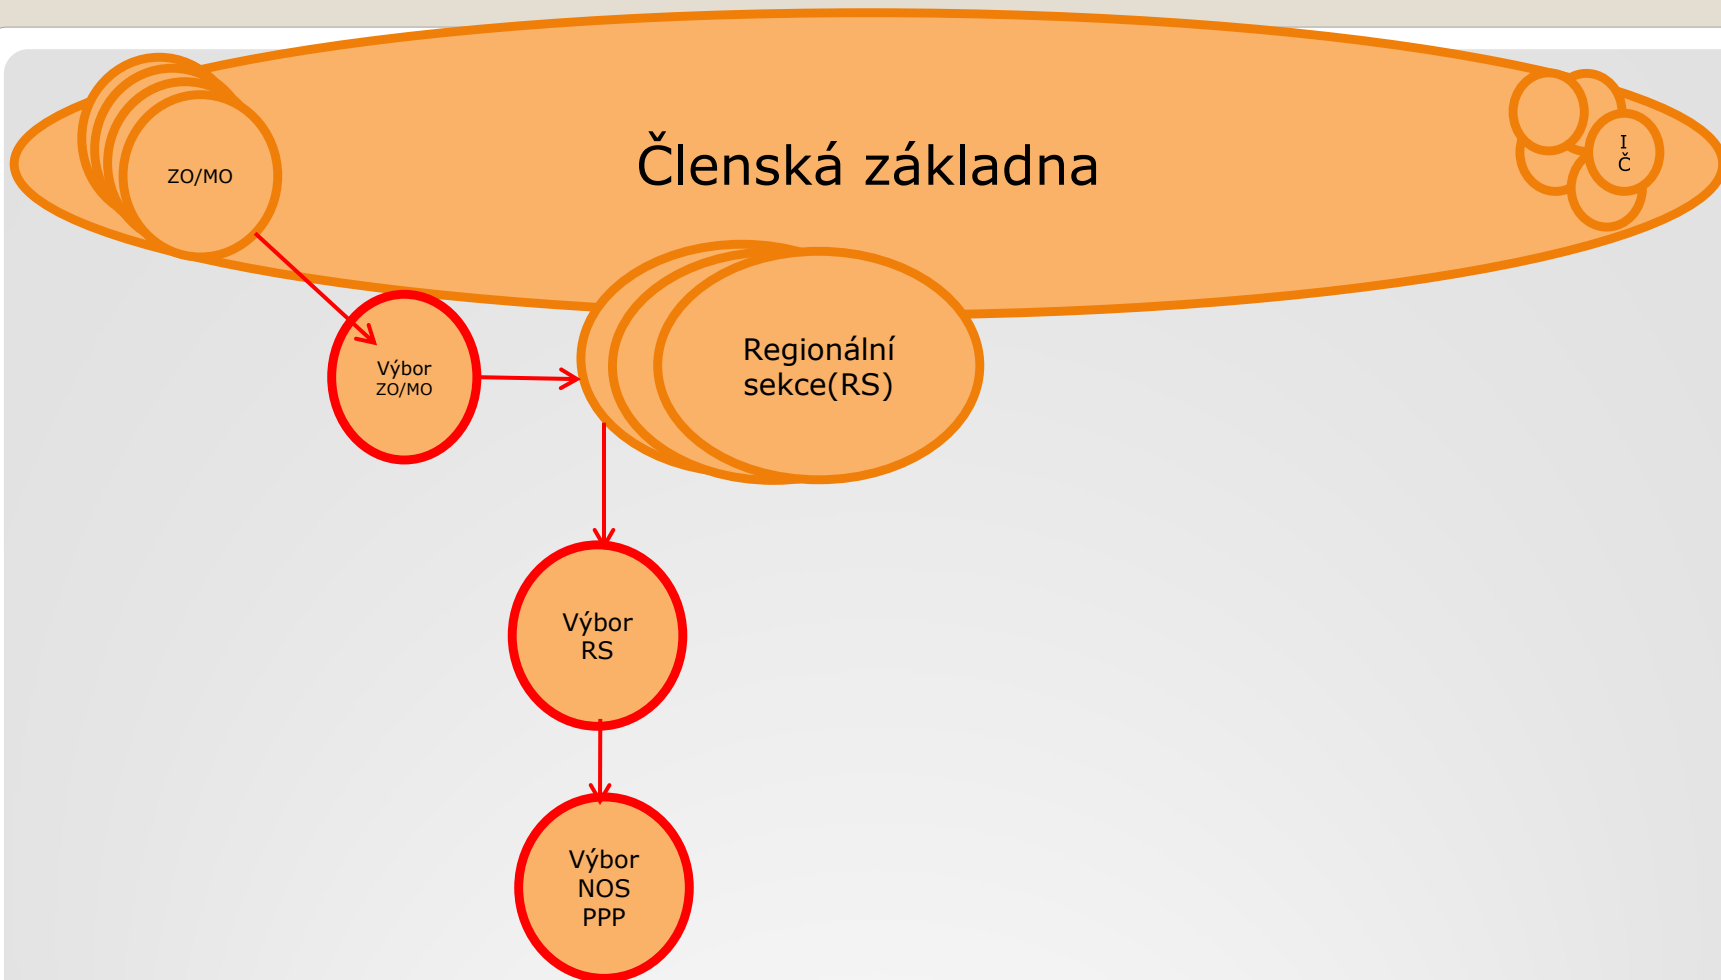 Členská základna
ZO/MO
I
Č
Regionální
sekce(RS)
Výbor
ZO/MO
Výbor
RS
Výbor
NOS
PPP